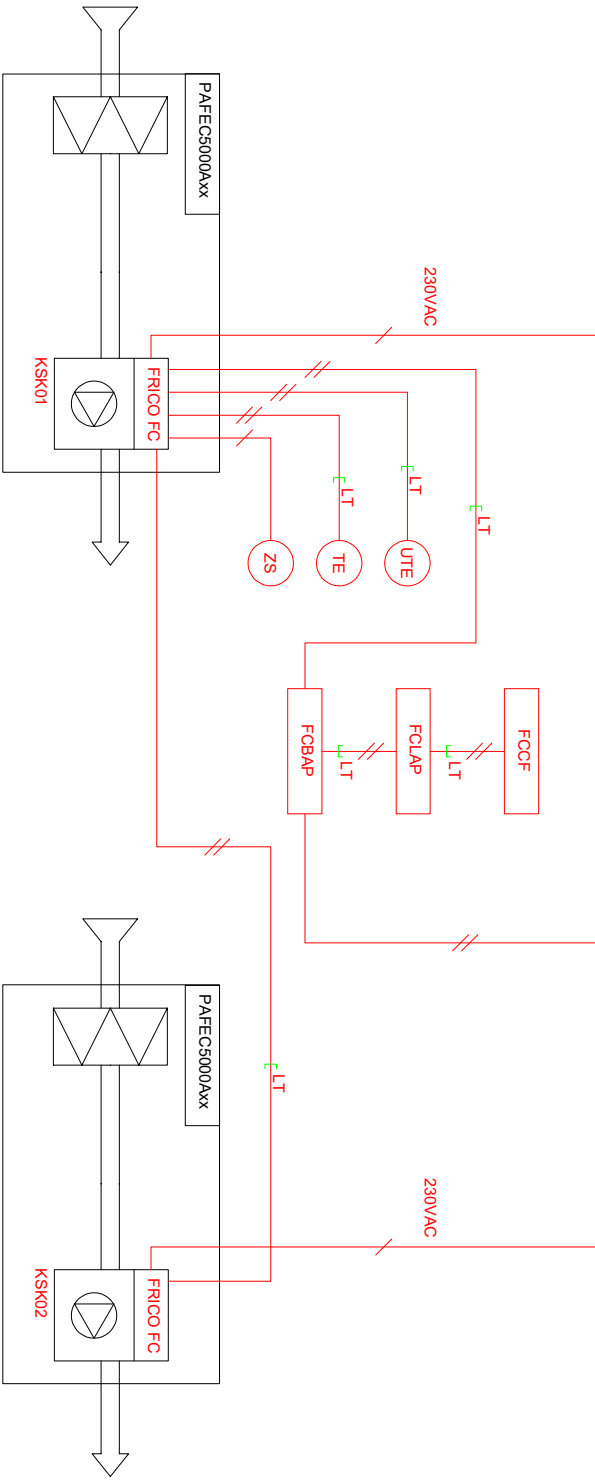 230VAC
230VAC
LT
FCCF
LT
UTE
FCLAP
LT
LT
TE
LT
ZS
FCBAP
LT
PAFEC5000Axx
PAFEC5000Axx
FRICO FC
FRICO FC
KSK01
KSK02